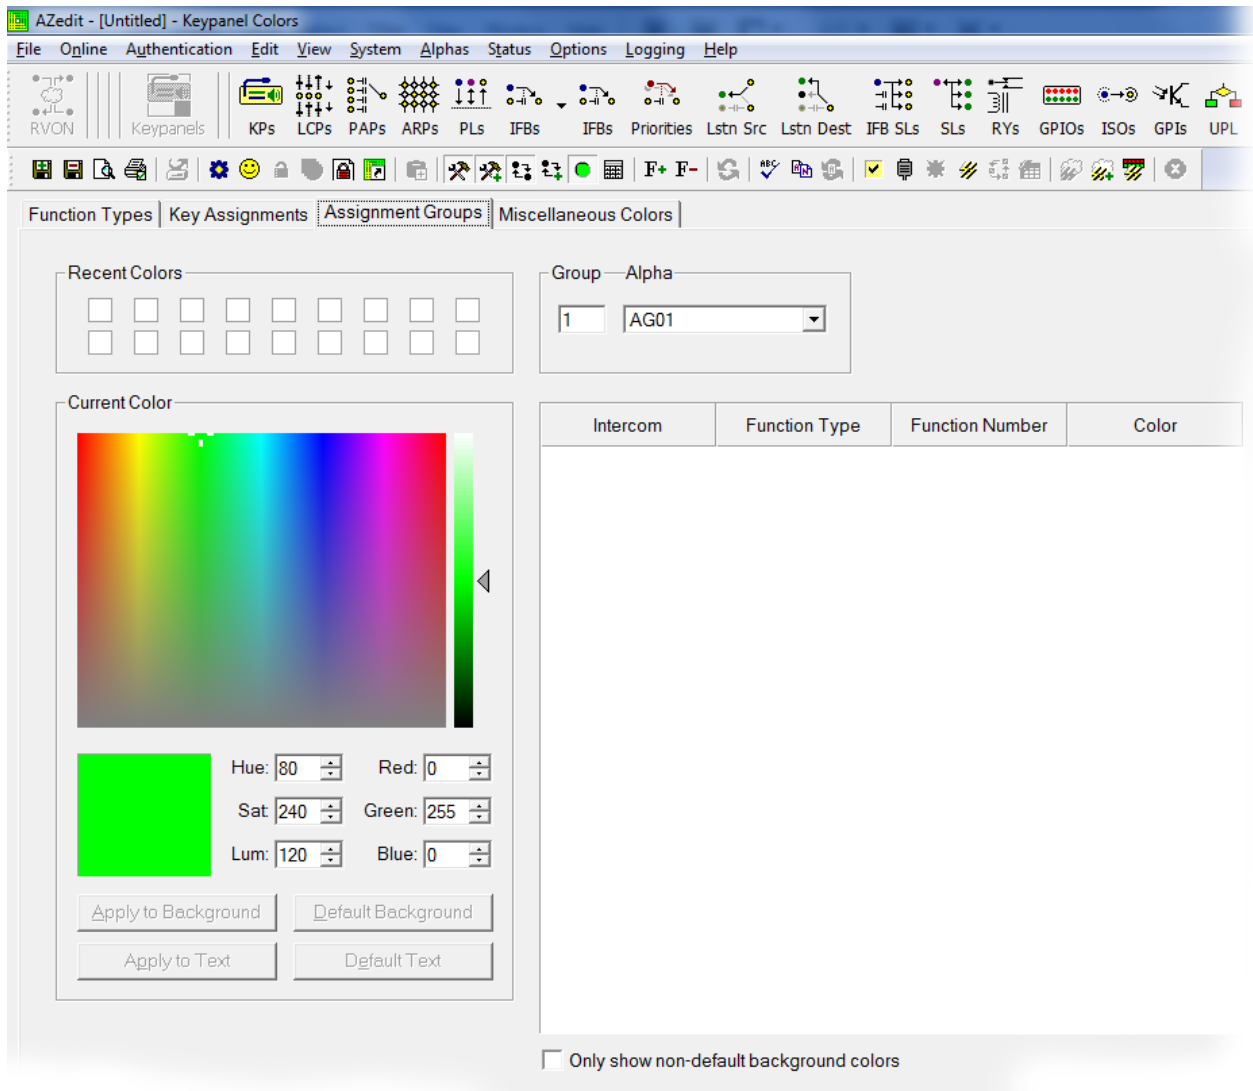 AZedit - [Untitled] - Keypanel Colors
File Online Authentication Edit View System Alphas Status Options Logging Help
RVON Keypanels KPs LCPs PAPs ARPs PLs IFBs IFBs Priorities Lstn Src Lstn Dest IFB SLs SLs RYs GPIOs ISOs GPIs UPL
F+ F- ABC
Function Types Key Assignments Assignment Groups Miscellaneous Colors
Recent Colors Group Alpha
1 AG01
Current Color
Intercom Function Type Function Number Color
Hue: 80 Red: 0
Sat: 240 Green: 255
Lum: 120 Blue: 0
Apply to Background Default Background
Apply to Text Default Text
Only show non-default background colors